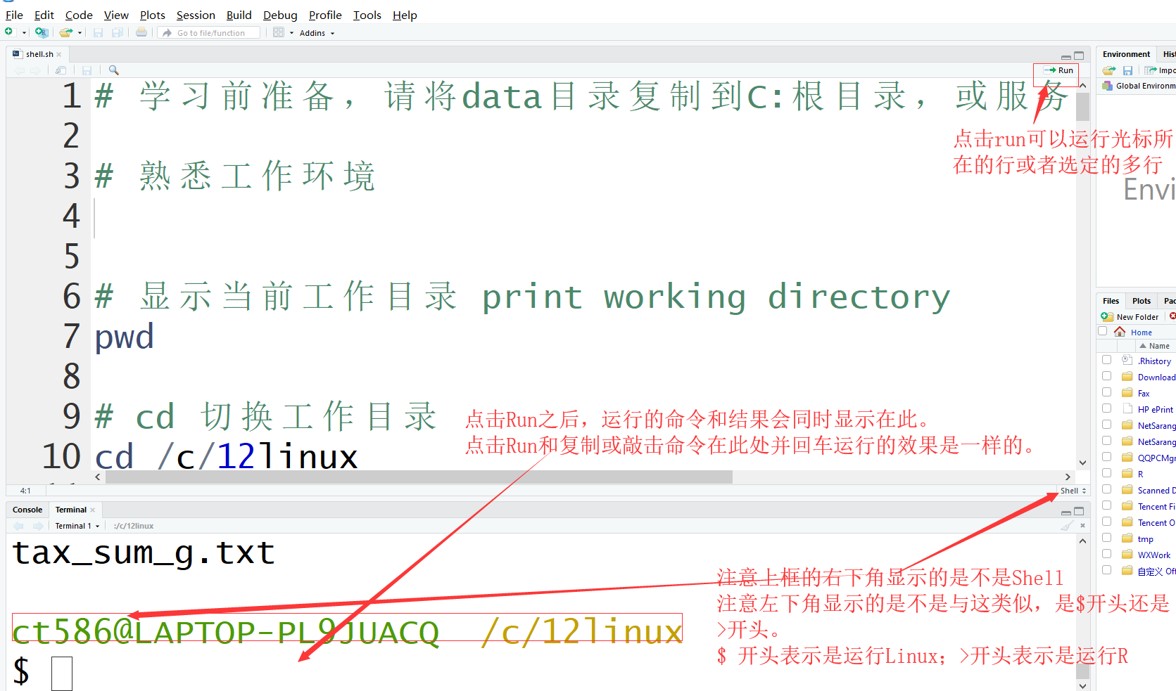 File Edit Code View Plots Session Build Debug Profile Tools Help
Go to file/function Addins
shell.sh
Run
1 # 学习前准备，请将data目录复制到C:根目录，或服务
2
3 # 熟悉工作环境
4
5
6 # 显示当前工作目录 print working directory
7 pwd
8
9 # cd 切换工作目录
10 cd /c/12linux
4:1
Shell
点击run可以运行光标所
在的行或者选定的多行
点击Run之后，运行的命令和结果会同时显示在此。
点击Run和复制或敲击命令在此处并回车运行的效果是一样的。
Console Terminal
Terminal 1 :/c/12linux
tax_sum_g.txt
ct586@LAPTOP-PL9JUACQ /c/12linux
$
注意上框的右下角显示的是不是Shell
注意左下角显示的是不是与这类似，是$开头还是
>开头。
$ 开头表示是运行Linux；>开头表示是运行R
Environment His
Impo
Global Environm
Envi
Files Plots Pac
New Folder
Home
Name
.Rhistory
Download
Fax
HP ePrint
NetSarang
NetSarang
QQPCMgr
R
Scanned D
Tencent Fi
Tencent O
tmp
WXWork
自定义 Off